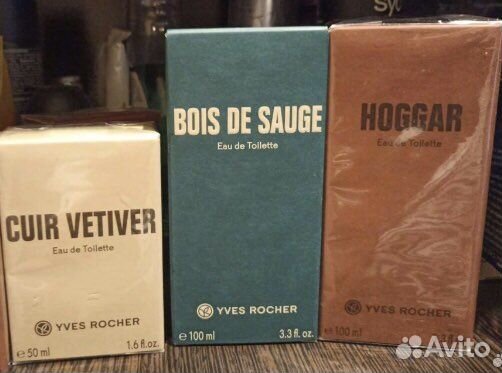 Sy
CUIR VETIVER
Eau de Toilette
YVES ROCHER
e 50 ml 1.6 fl. oz.
BOIS DE SAUGE
Eau de Toilette
YVES ROCHER
e 100 ml 3.3 fl. oz.
HOGGAR
Eau de Toilette
YVES ROCHER
e 100 ml
Avito